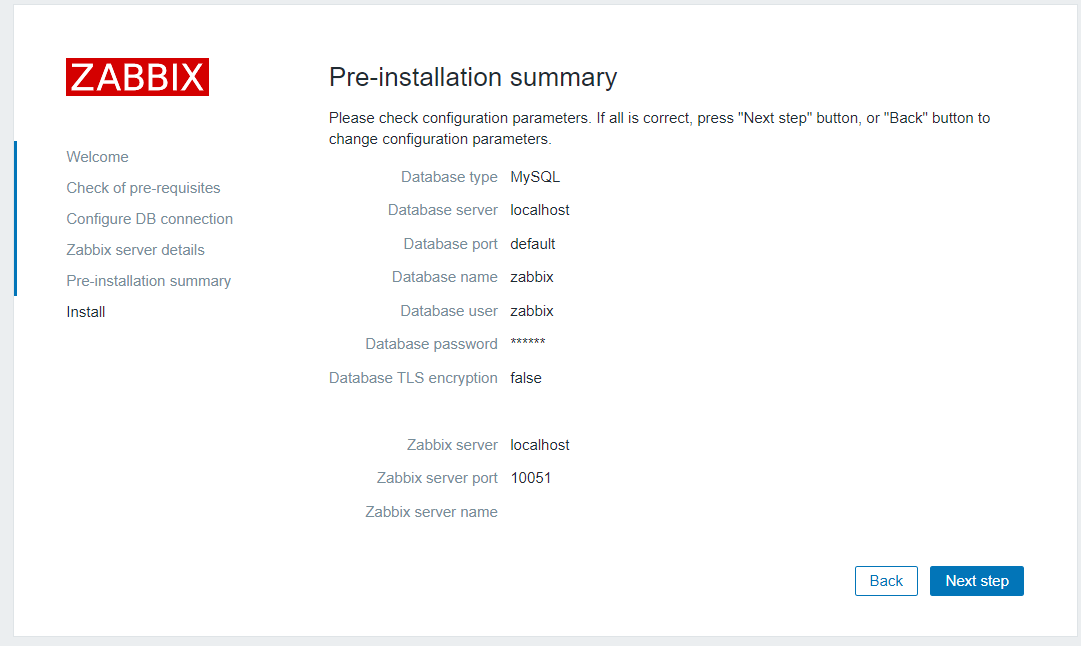 ZABBIX
Welcome
Check of pre-requisites
Configure DB connection
Zabbix server details
Pre-installation summary
Install
Pre-installation summary
Please check configuration parameters. If all is correct, press "Next step" button, or "Back" button to
change configuration parameters.
Database type MySQL
Database server localhost
Database port default
Database name zabbix
Database user zabbix
Database password ******
Database TLS encryption false
Zabbix server localhost
Zabbix server port 10051
Zabbix server name
Back Next step